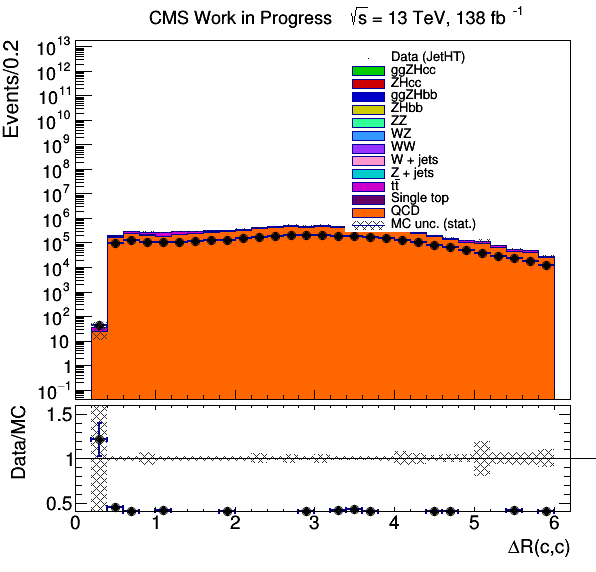 CMS Work in Progress √s = 13 TeV, 138 fb⁻¹
Events/0.2
10¹³
10¹²
10¹¹
10¹⁰
10⁹
10⁸
10⁷
10⁶
10⁵
10⁴
10³
10²
10
1
10⁻¹
Data (JetHT)
ggZHcc
ZHcc
ggZHbb
ZHbb
ZZ
WZ
WW
W + jets
Z + jets
tt̄
Single top
QCD
MC unc. (stat.)
Data/MC
1.5
1
0.5
0 1 2 3 4 5 6
ΔR(c,c)